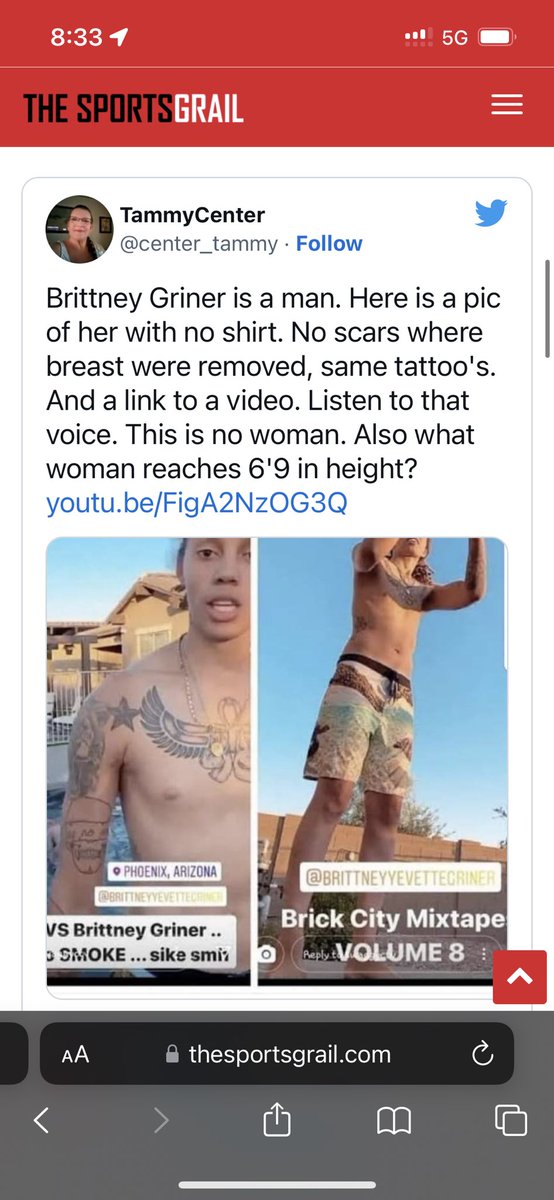 8:33
5G
THE SPORTSGRAIL
TammyCenter
@center_tammy · Follow
Brittney Griner is a man. Here is a pic
of her with no shirt. No scars where
breast were removed, same tattoo's.
And a link to a video. Listen to that
voice. This is no woman. Also what
woman reaches 6'9 in height?
youtu.be/FigA2NzOG3Q
PHOENIX, ARIZONA
@BRITTNEYYEVETTEGRINER
VS Brittney Griner ..
SMOKE ... sike smh
@BRITTNEYYEVETTEGRINER
Brick City Mixtape
VOLUME 8
Reply
AA
thesportsgrail.com